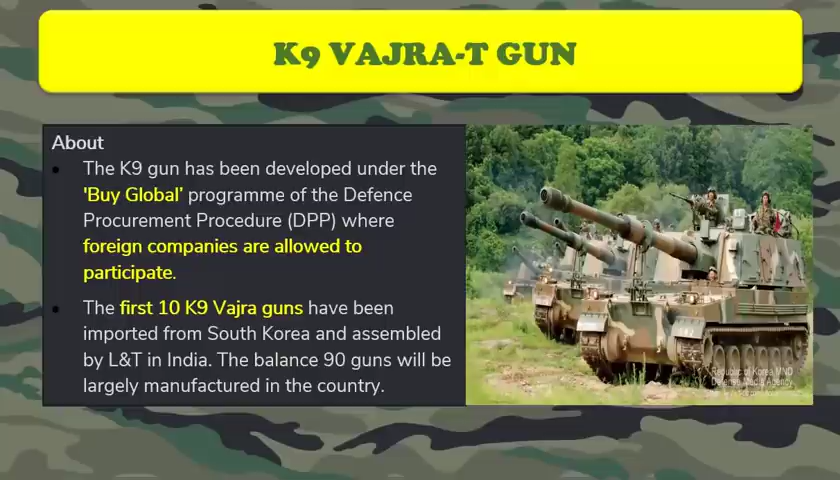 K9 VAJRA-T GUN
About
The K9 gun has been developed under the
'Buy Global' programme of the Defence
Procurement Procedure (DPP) where
foreign companies are allowed to
participate.
The first 10 K9 Vajra guns have been
imported from South Korea and assembled
by L&T in India. The balance 90 guns will be
largely manufactured in the country.
Republic of Korea MND
Defense Media Agency